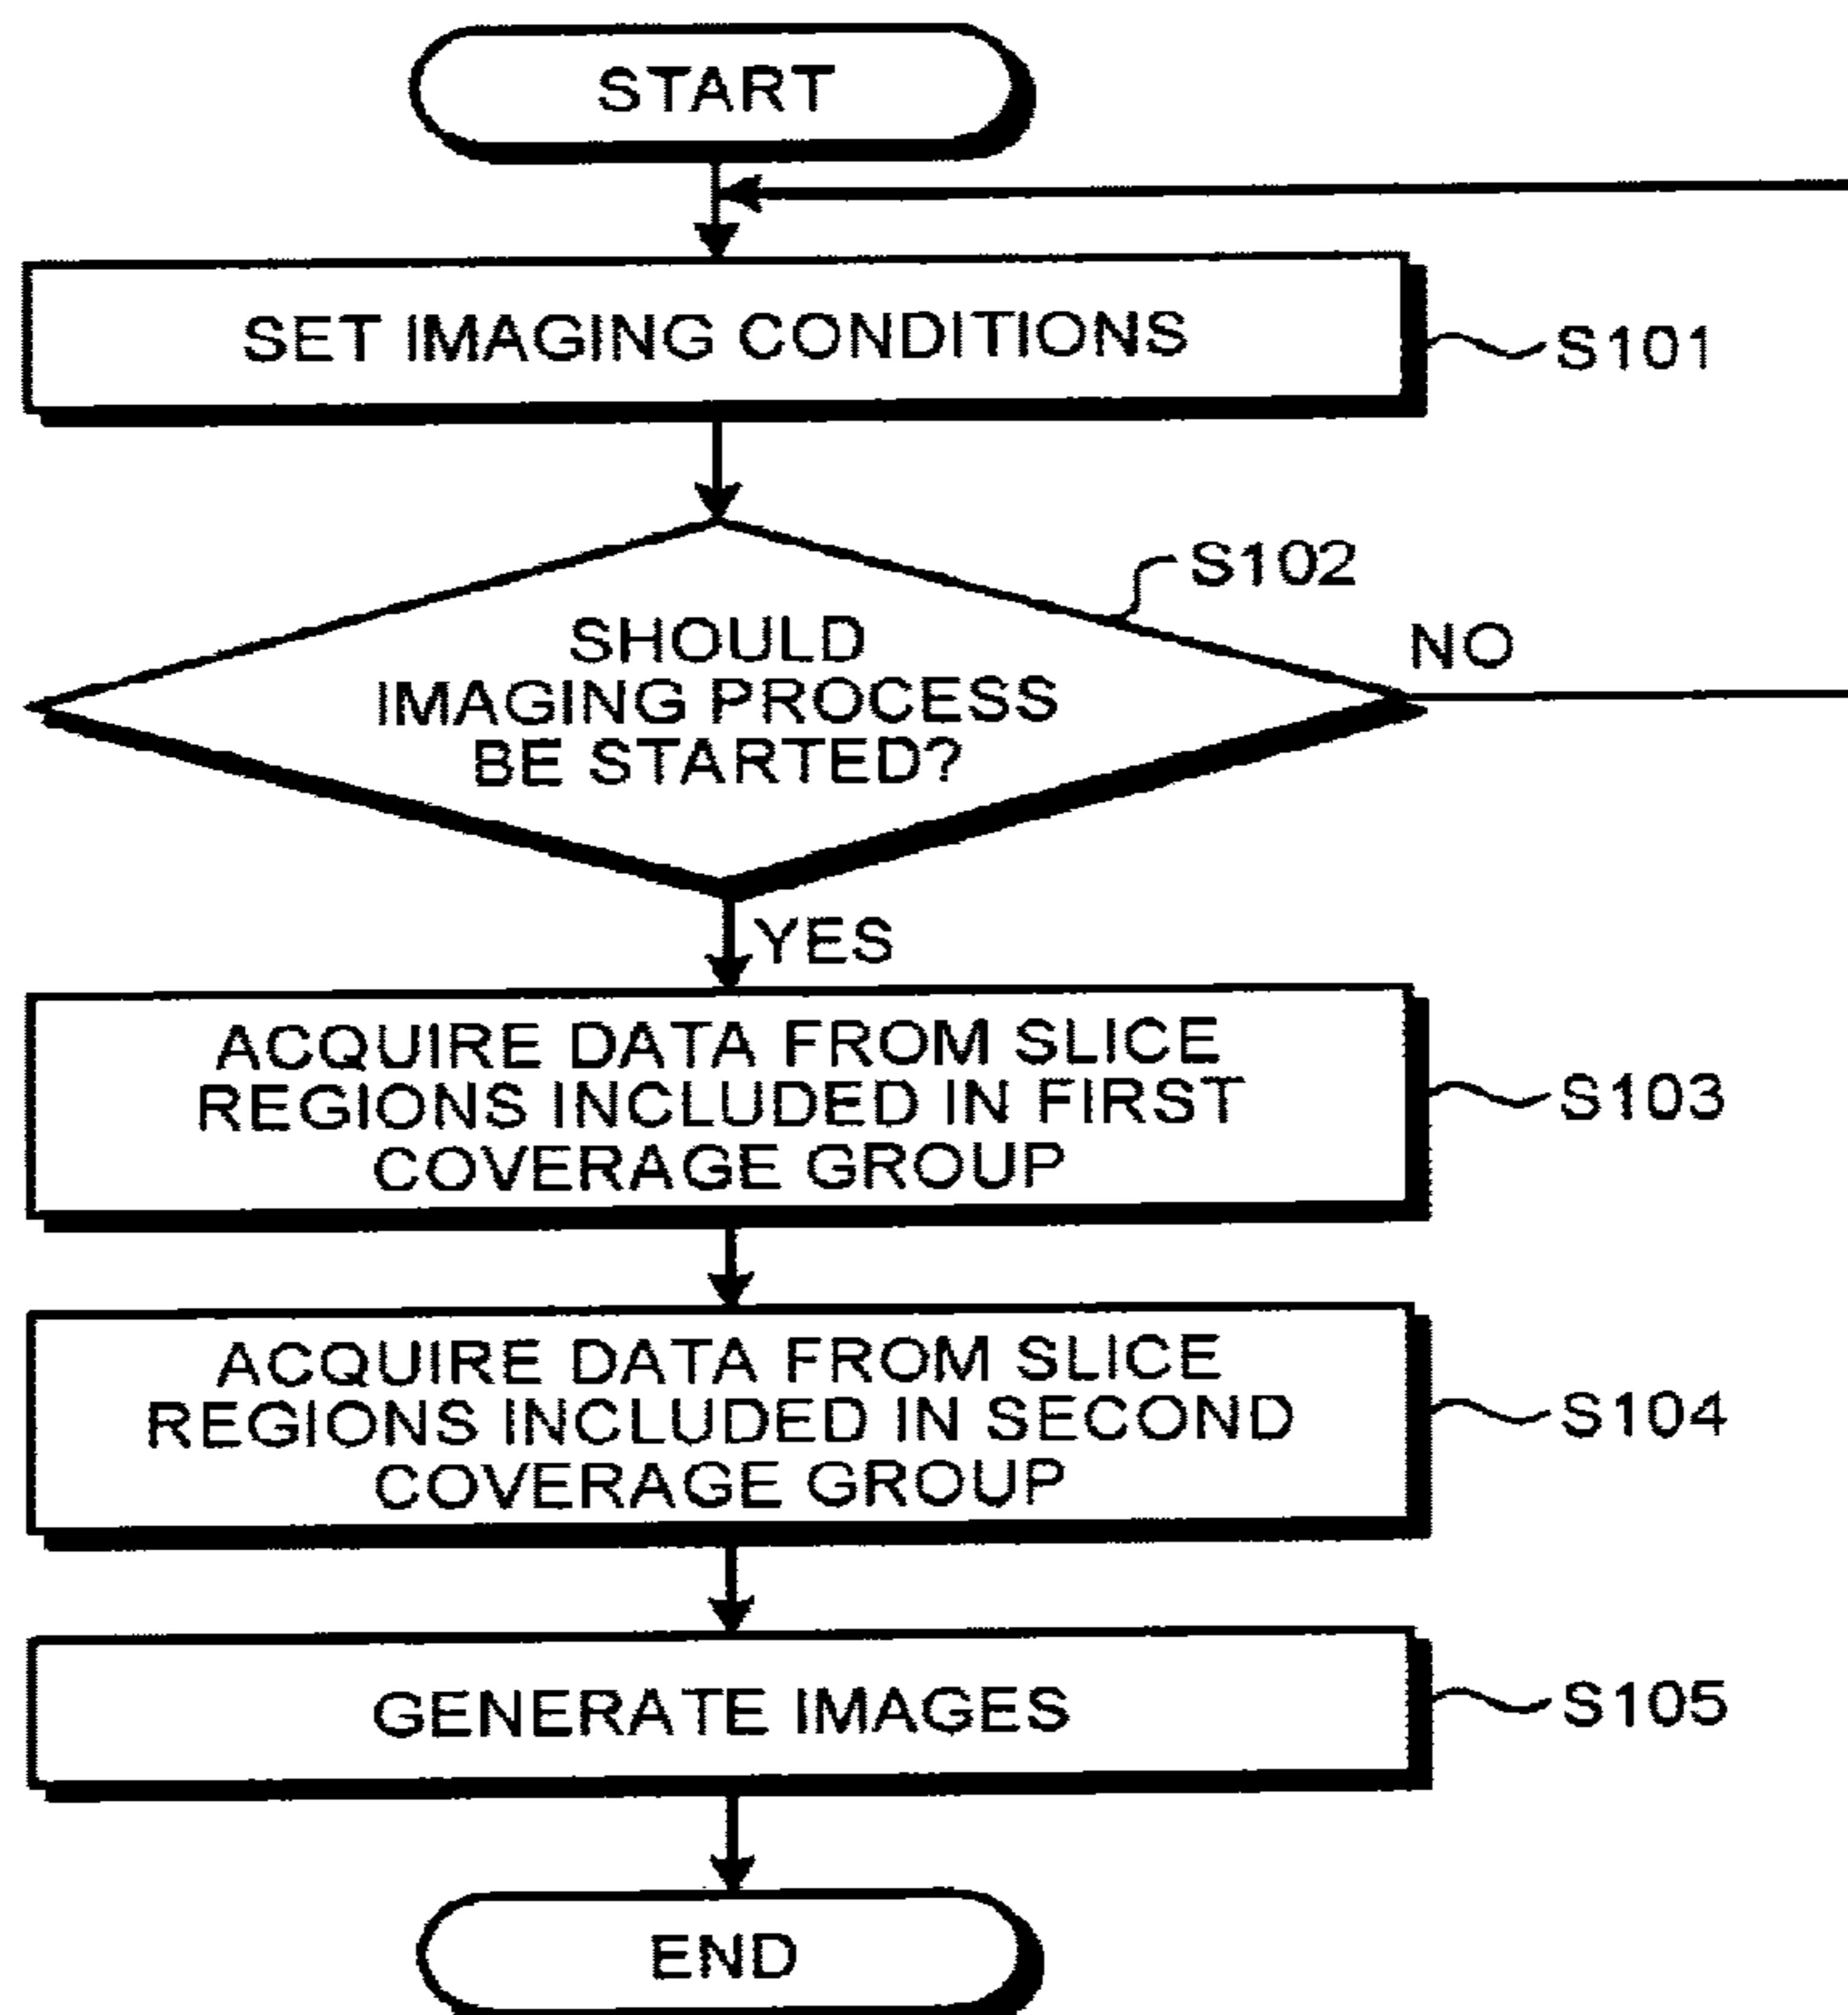 START
SET IMAGING CONDITIONS
S101
S102
SHOULD
IMAGING PROCESS
BE STARTED?
NO
YES
ACQUIRE DATA FROM SLICE
REGIONS INCLUDED IN FIRST
COVERAGE GROUP
S103
ACQUIRE DATA FROM SLICE
REGIONS INCLUDED IN SECOND
COVERAGE GROUP
S104
GENERATE IMAGES
S105
END